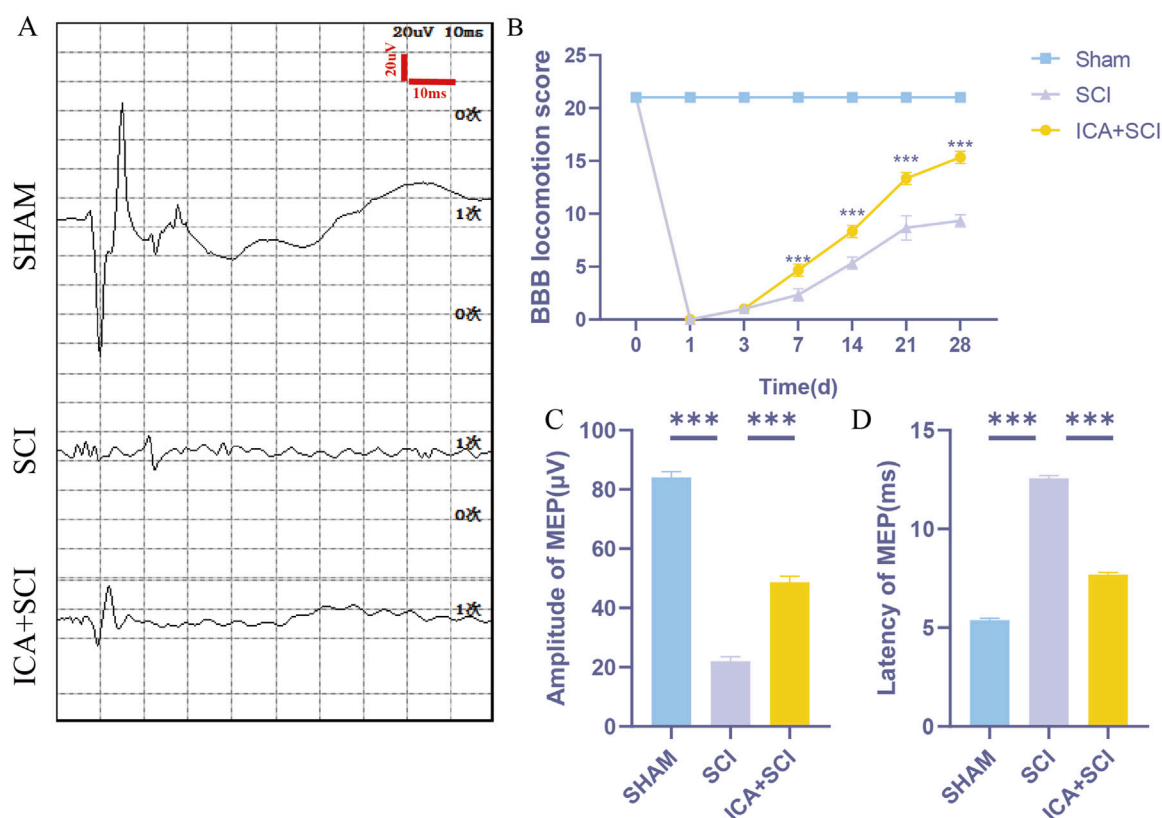 A
20uV 10ms
20uV
10ms
0次
SHAM
1次
0次
SCI
1次
0次
ICA+SCI
1次
B
BBB locomotion score
25
20
15
10
5
0
0 1 3 7 14 21 28
Time(d)
Sham
SCI
ICA+SCI
*** *** *** ***
C
*** ***
Amplitude of MEP(μV)
100
80
60
40
20
0
SHAM SCI ICA+SCI
D
*** ***
Latency of MEP(ms)
15
10
5
0
SHAM SCI ICA+SCI